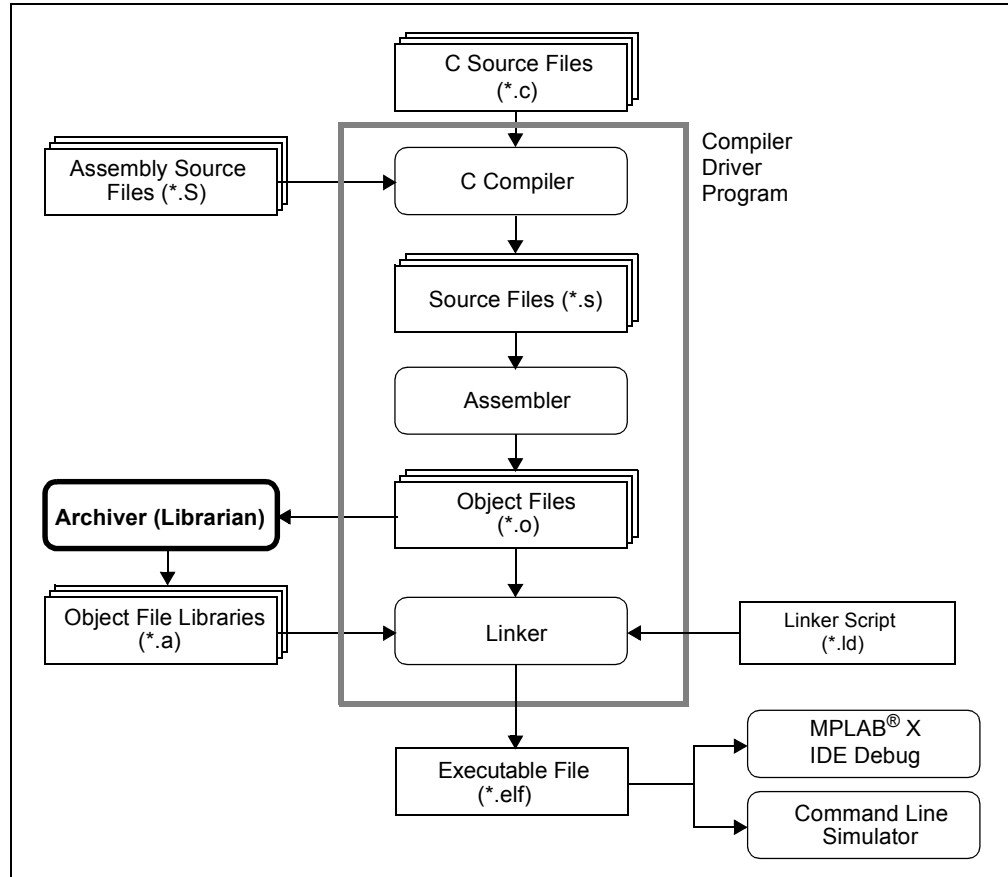 C Source Files
(*.c)
Compiler
Driver
Program
Assembly Source
Files (*.S)
C Compiler
Source Files (*.s)
Assembler
Object Files
(*.o)
Archiver (Librarian)
Object File Libraries
(*.a)
Linker
Linker Script
(*.ld)
MPLAB® X
IDE Debug
Executable File
(*.elf)
Command Line
Simulator